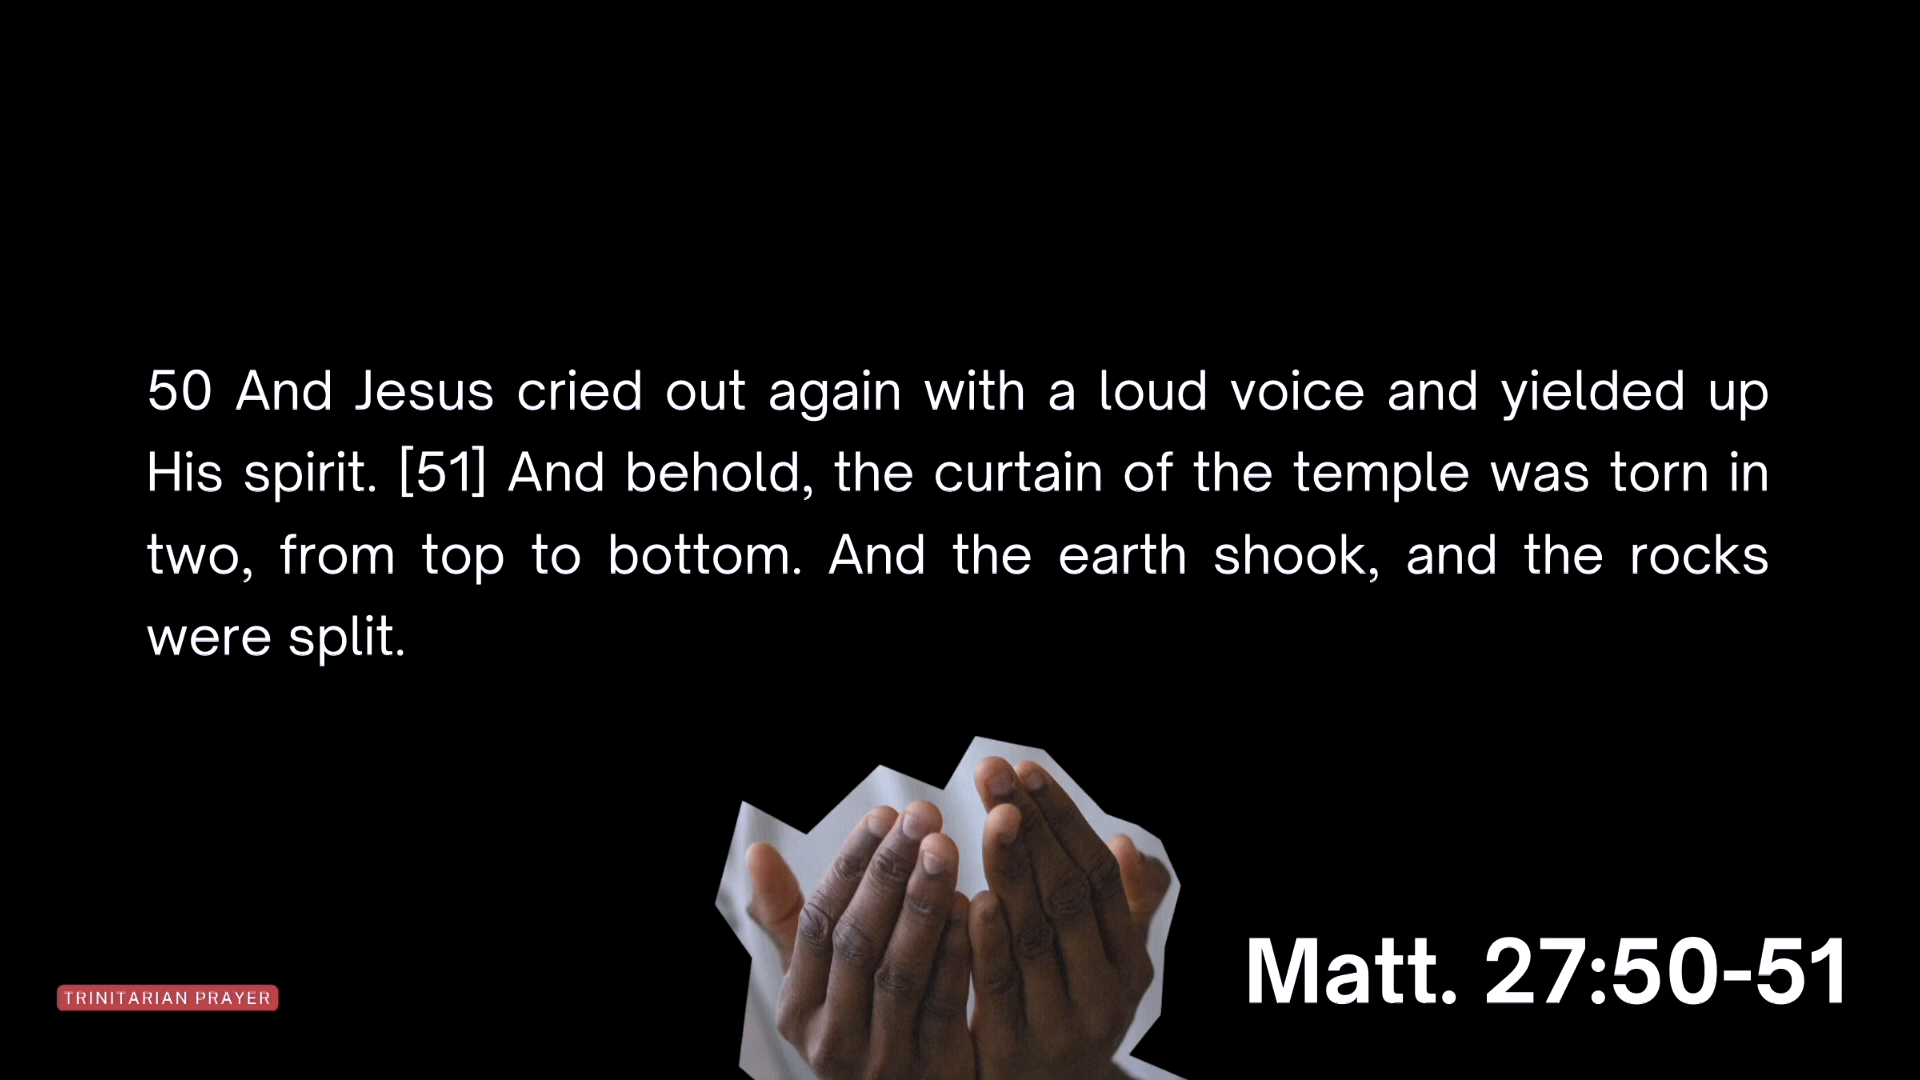 50 And Jesus cried out again with a loud voice and yielded up
His spirit. [51] And behold, the curtain of the temple was torn in
two, from top to bottom. And the earth shook, and the rocks
were split.
TRINITARIAN PRAYER
Matt. 27:50-51